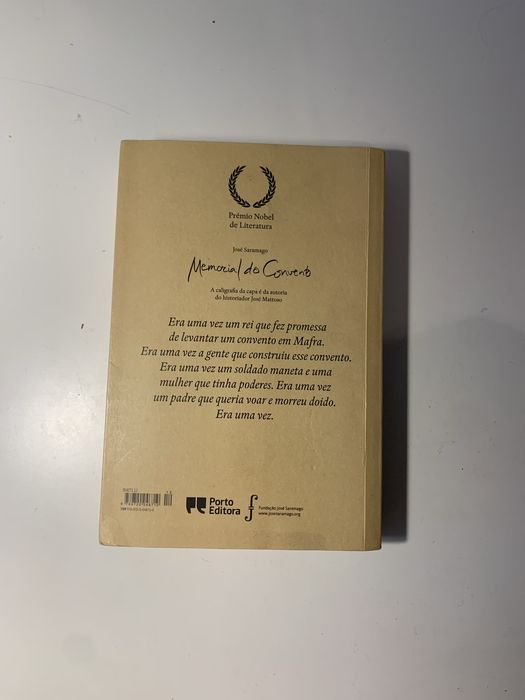 Prémio Nobel
de Literatura
José Saramago
Memorial do Convento
A caligrafia da capa é da autoria
do historiador José Mattoso
Era uma vez um rei que fez promessa
de levantar um convento em Mafra.
Era uma vez a gente que construiu esse convento.
Era uma vez um soldado maneta e uma
mulher que tinha poderes. Era uma vez
um padre que queria voar e morreu doido.
Era uma vez.
Porto
Editora
Fundação José Saramago
www.josesaramago.org